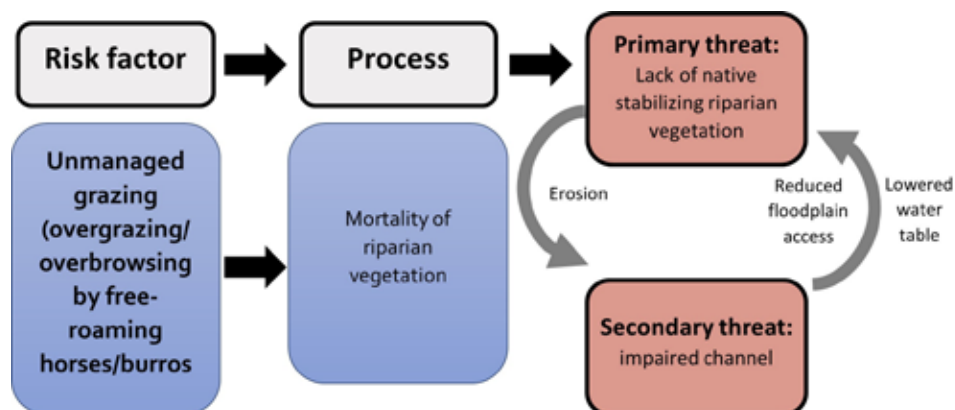 Risk factor
Process
Primary threat:
Lack of native
stabilizing riparian
vegetation
Unmanaged
grazing
(overgrazing/
overbrowsing
by free-
roaming
horses/burros
Mortality of
riparian
vegetation
Erosion
Reduced
floodplain
access
Lowered
water
table
Secondary threat:
impaired channel